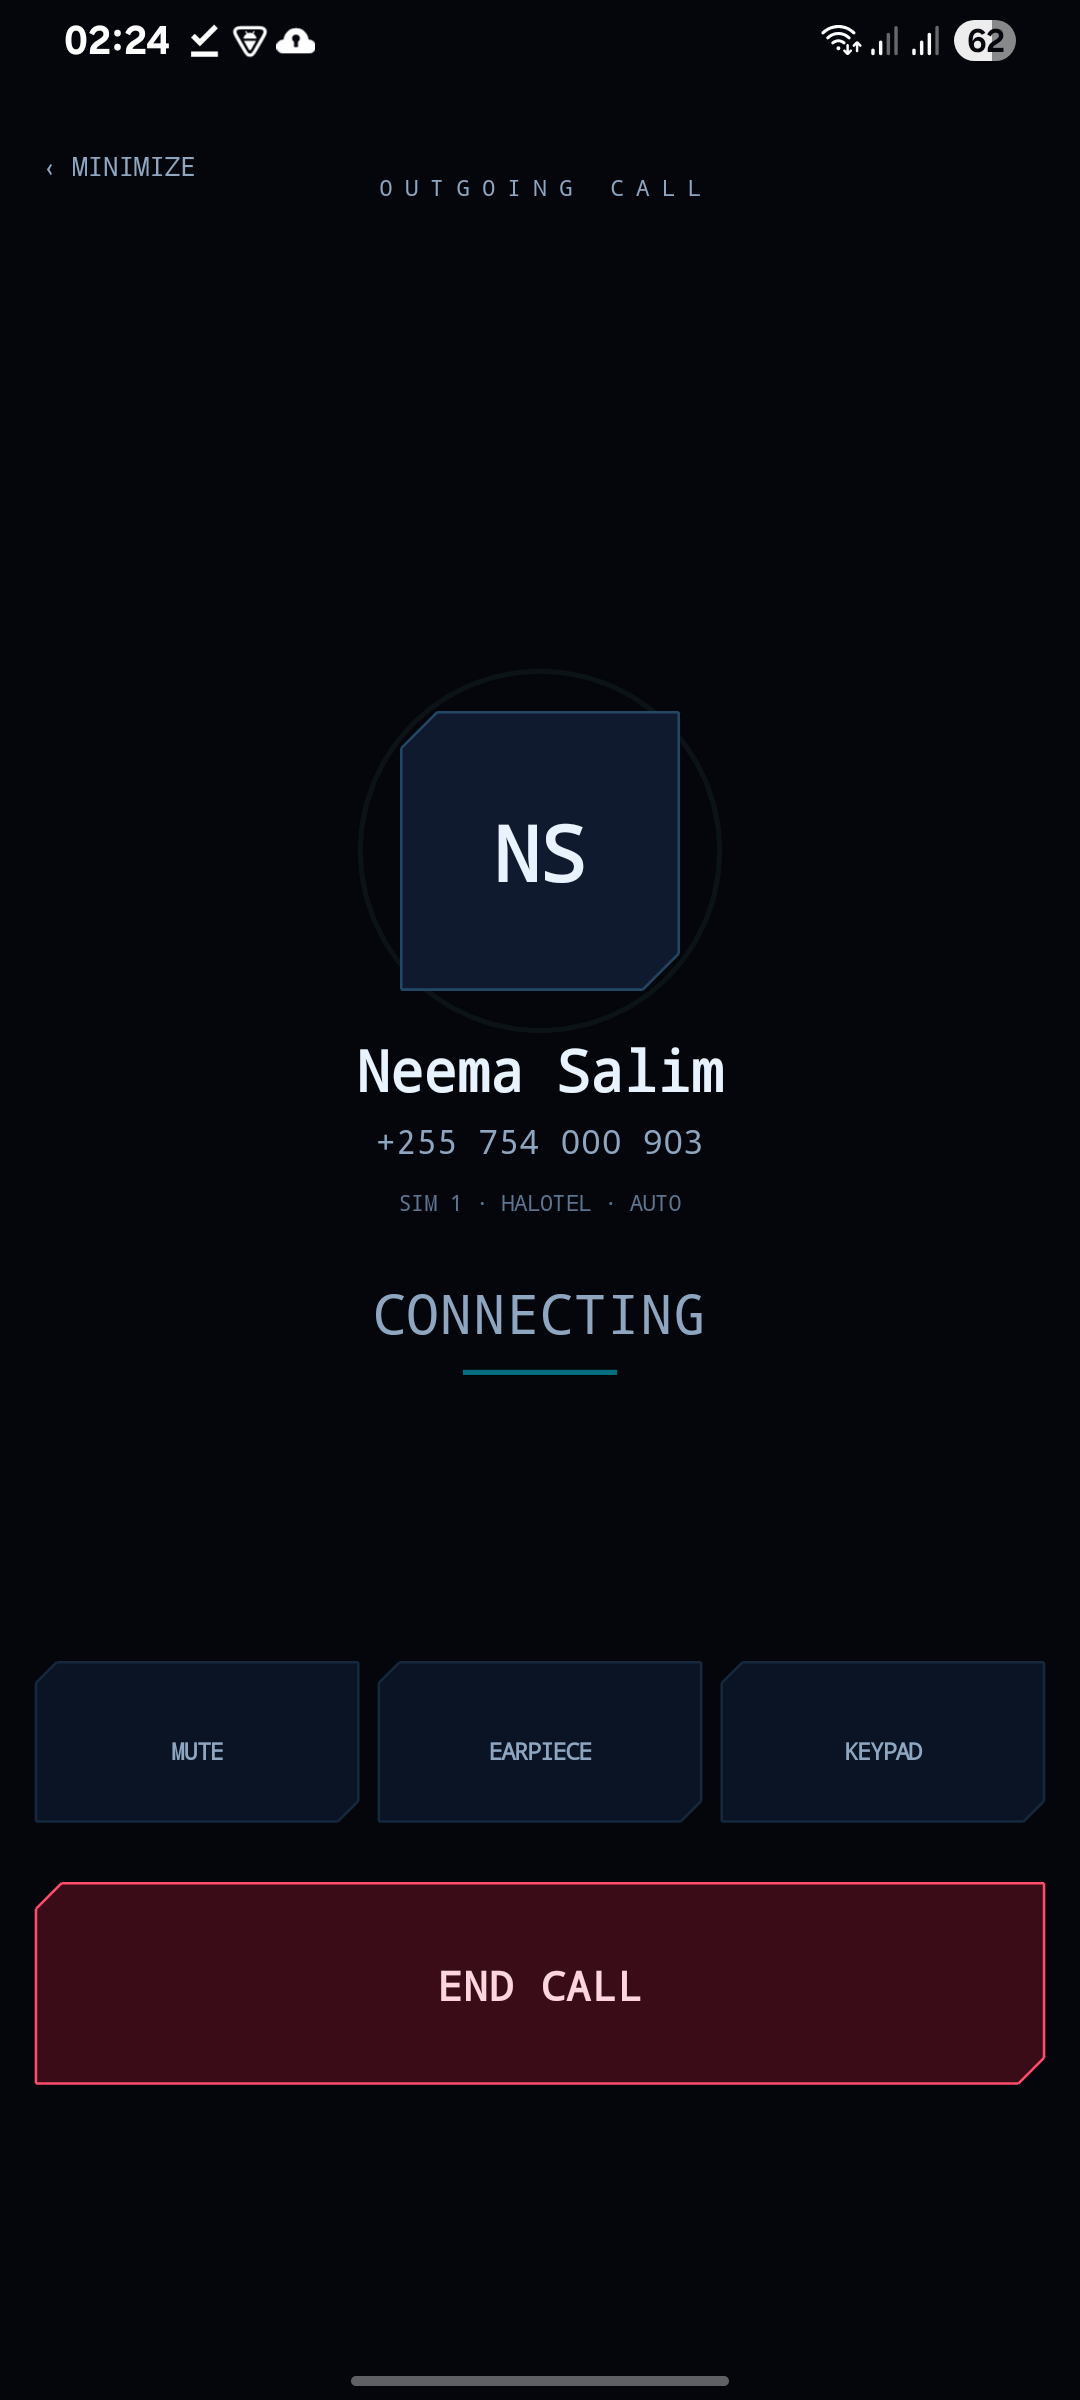 02:24
62
‹ MINIMIZE
OUTGOING CALL
NS
Neema Salim
+255 754 000 903
SIM 1 · HALOTEL · AUTO
CONNECTING
MUTE
EARPIECE
KEYPAD
END CALL